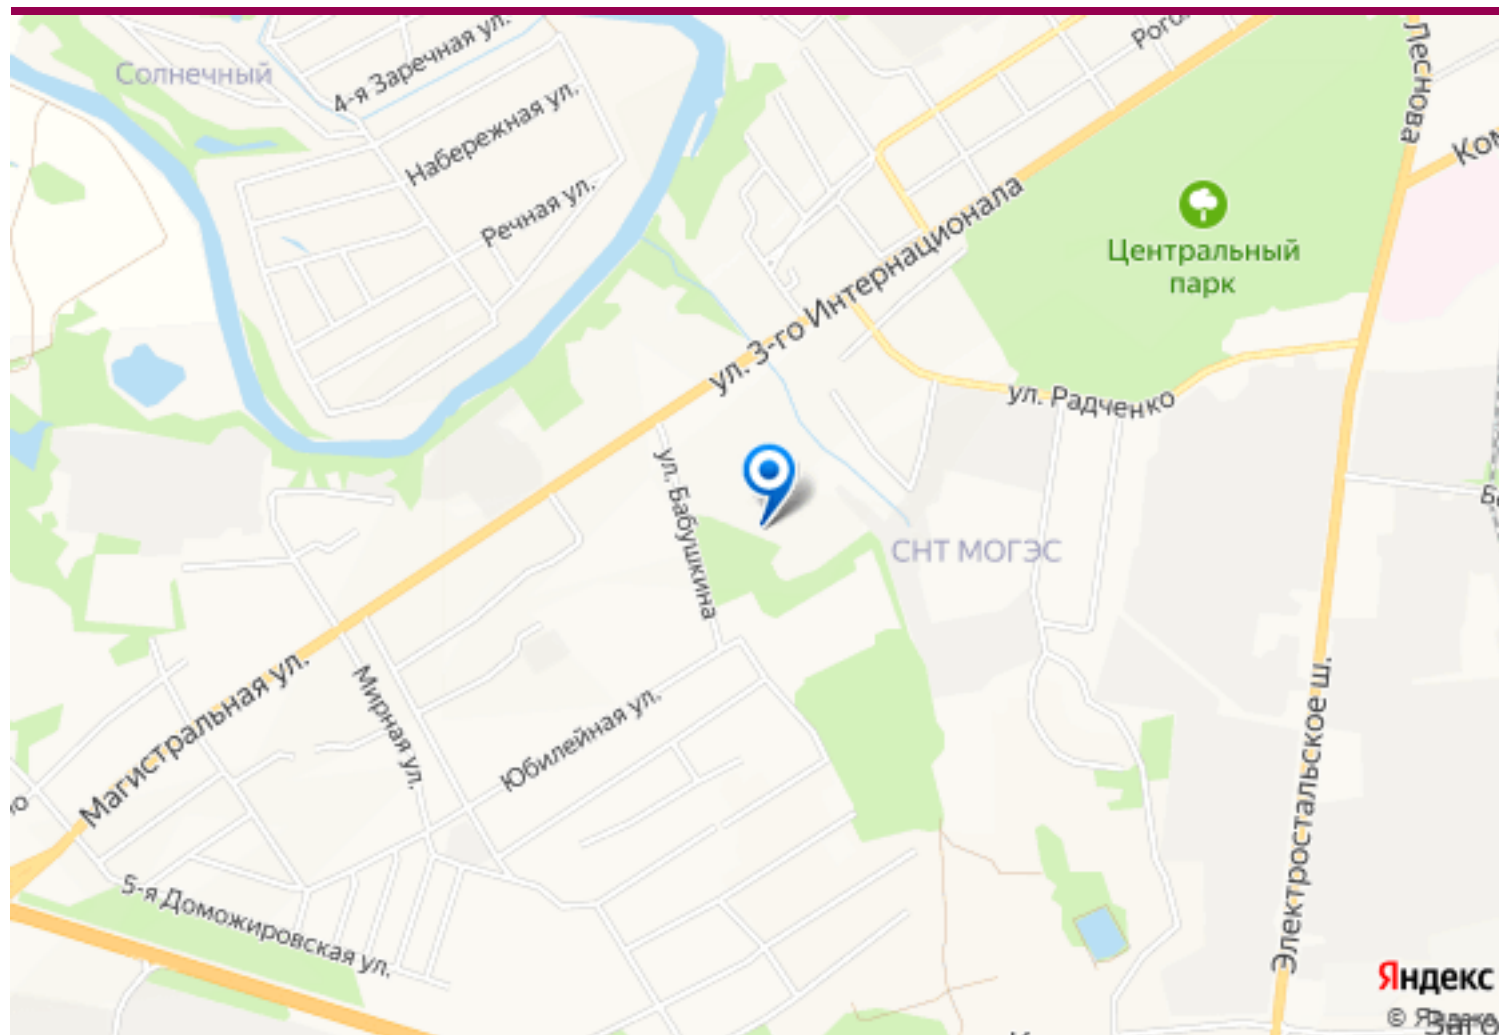 Солнечный
4-я Заречная ул.
Набережная ул.
Речная ул.
Леснова
Центральный
парк
ул. 3-го Интернационала
ул. Радченко
ул. Бабушкина
СНТ МОГЭС
Магистральная ул.
Мирная ул.
Юбилейная ул.
Электростальское ш.
5-я Доможировская ул.
Яндекс